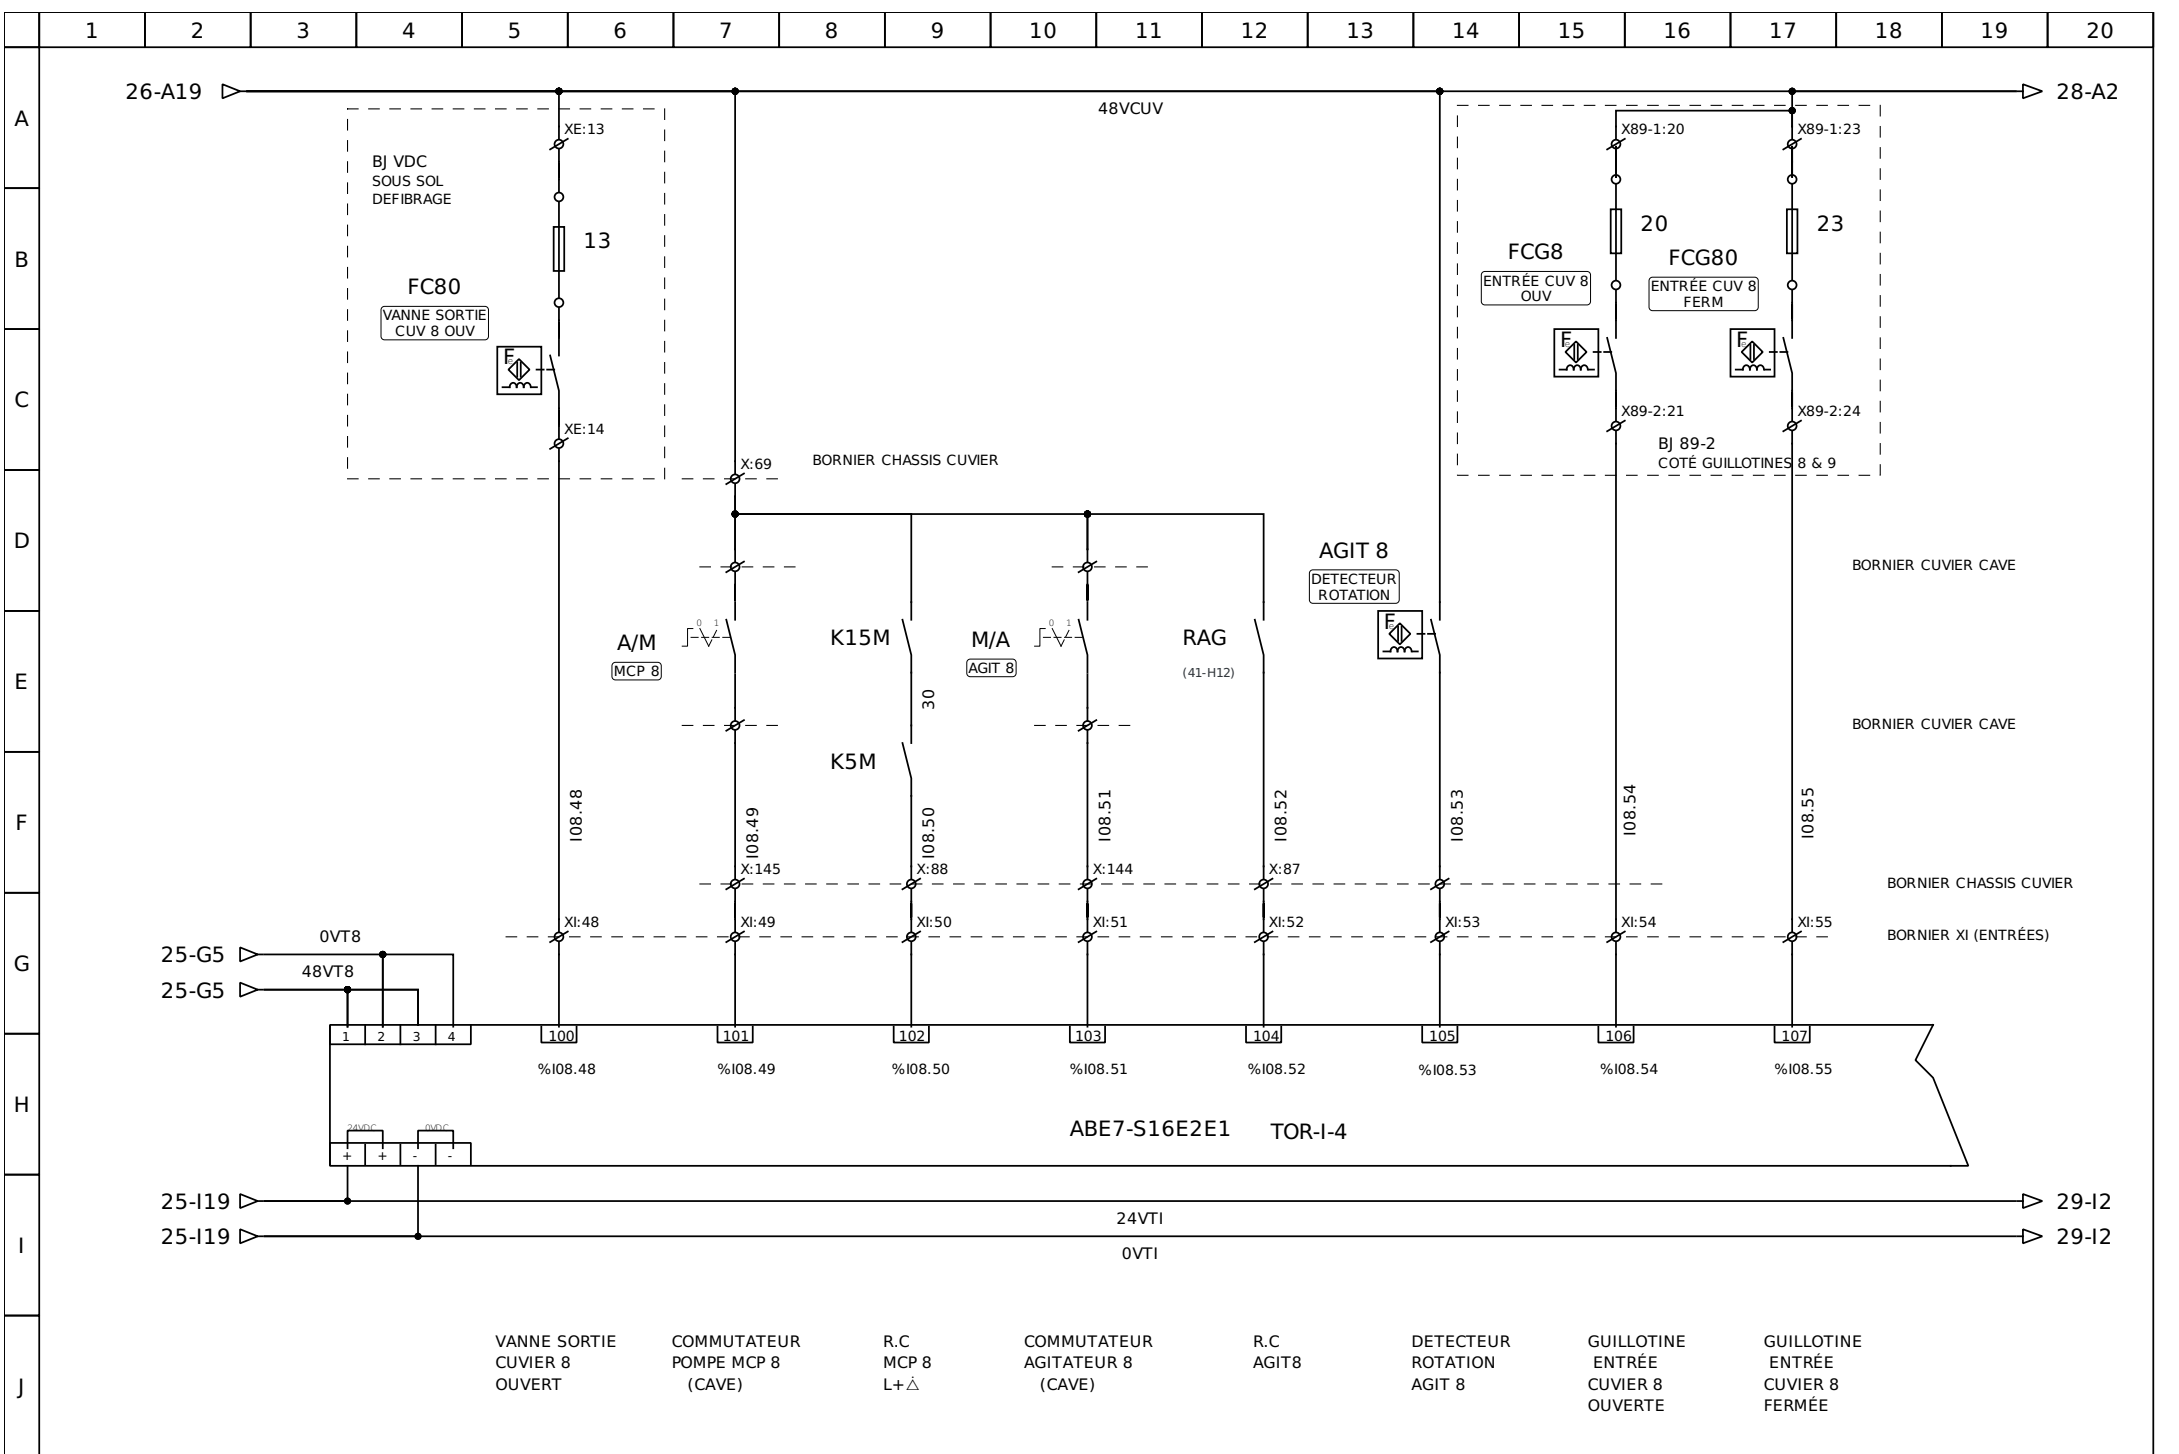 1 2 3 4 5 6 7 8 9 10 11 12 13 14 15 16 17 18 19 20
A
B
C
D
E
F
G
H
I
J
26-A19
48VCUV
28-A2
XE:13
BJ VDC
SOUS SOL
DEFIBRAGE
13
FC80
VANNE SORTIE
CUV 8 OUV
F
XE:14
X:69
BORNIER CHASSIS CUVIER
X89-1:20
X89-1:23
20
23
FCG8
ENTRÉE CUV 8
OUV
FCG80
ENTRÉE CUV 8
FERM
F
F
X89-2:21
X89-2:24
BJ 89-2
COTÉ GUILLOTINES 8 & 9
AGIT 8
DETECTEUR
ROTATION
F
BORNIER CUVIER CAVE
A/M
MCP 8
0 1
K15M
30
M/A
AGIT 8
0 1
RAG
(41-H12)
BORNIER CUVIER CAVE
K5M
I08.48
I08.49
I08.50
I08.51
I08.52
I08.53
I08.54
I08.55
X:145
X:88
X:144
X:87
BORNIER CHASSIS CUVIER
XI:48
XI:49
XI:50
XI:51
XI:52
XI:53
XI:54
XI:55
BORNIER XI (ENTRÉES)
0VT8
25-G5
48VT8
25-G5
1 2 3 4
100 101 102 103 104 105 106 107
%I08.48
%I08.49
%I08.50
%I08.51
%I08.52
%I08.53
%I08.54
%I08.55
24VDC
0VDC
+ + - -
ABE7-S16E2E1
TOR-I-4
25-I19
24VTI
29-I2
25-I19
0VTI
29-I2
VANNE SORTIE
CUVIER 8
OUVERT
COMMUTATEUR
POMPE MCP 8
(CAVE)
R.C
MCP 8
L+
COMMUTATEUR
AGITATEUR 8
(CAVE)
R.C
AGIT8
DETECTEUR
ROTATION
AGIT 8
GUILLOTINE
ENTRÉE
CUVIER 8
OUVERTE
GUILLOTINE
ENTRÉE
CUVIER 8
FERMÉE